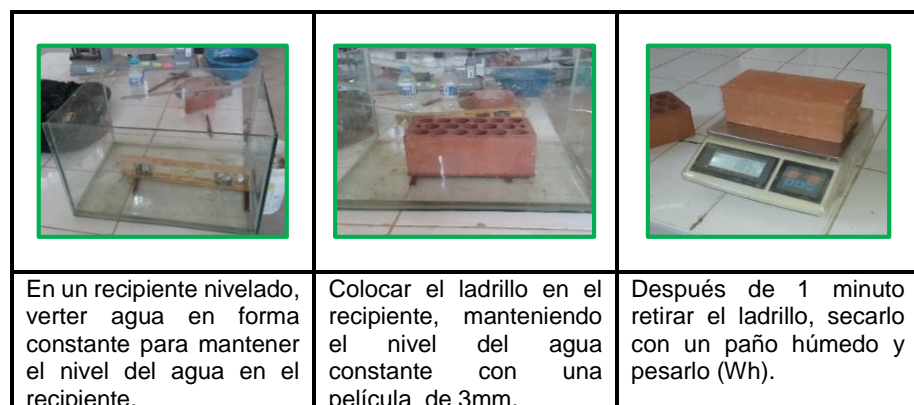 En un recipiente nivelado,
verter agua en forma
constante para mantener
el nivel del agua en el
recipiente.
Colocar el ladrillo en el
recipiente, manteniendo
el nivel del agua
constante con una
película de 3mm.
Después de 1 minuto
retirar el ladrillo, secarlo
con un paño húmedo y
pesarlo (Wh).